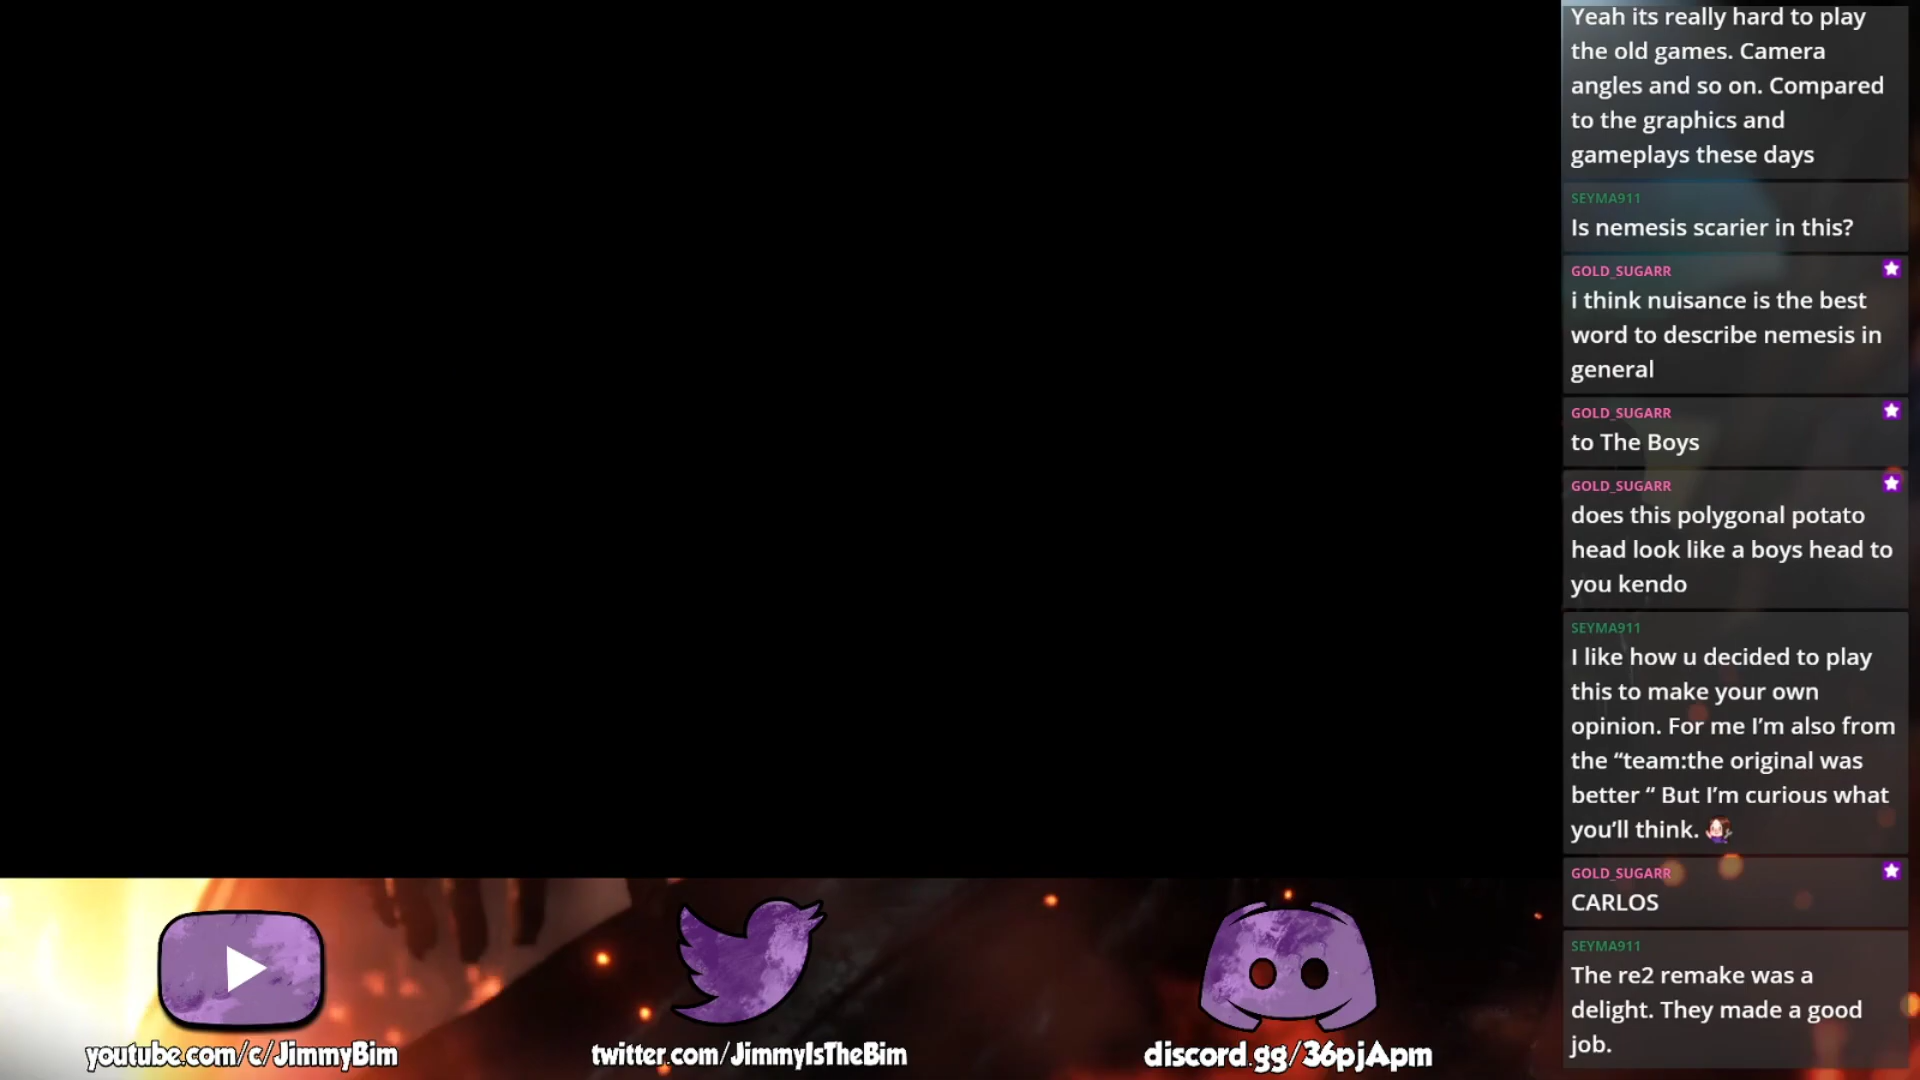 Yeah its really hard to play
the old games. Camera
angles and so on. Compared
to the graphics and
gameplays these days
SEYMA911
Is nemesis scarier in this?
GOLD_SUGARR
i think nuisance is the best
word to describe nemesis in
general
GOLD_SUGARR
to The Boys
GOLD_SUGARR
does this polygonal potato
head look like a boys head to
you kendo
SEYMA911
I like how u decided to play
this to make your own
opinion. For me I’m also from
the “team:the original was
better “ But I’m curious what
you’ll think.
GOLD_SUGARR
CARLOS
SEYMA911
The re2 remake was a
delight. They made a good
job.
youtube.com/c/JimmyBim
twitter.com/JimmyIsTheBim
discord.gg/36pjApm